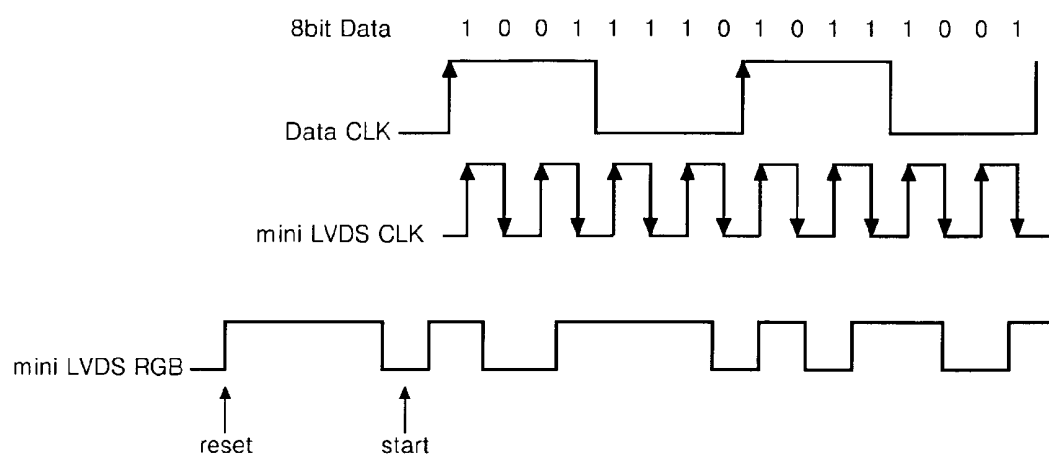 8bit Data 1 0 0 1 1 1 1 0 1 0 1 1 1 0 0 1
Data CLK
mini LVDS CLK
mini LVDS RGB
reset start